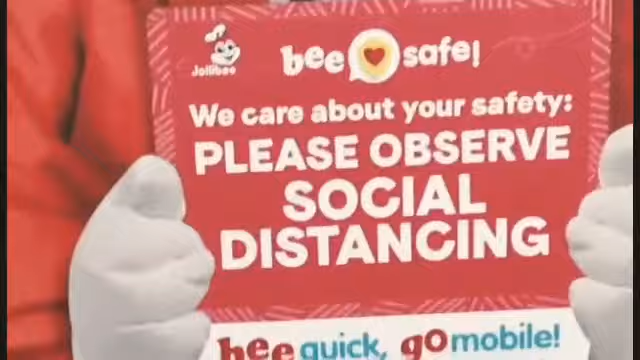 Jollibee
bee safe!
We care about your safety:
PLEASE OBSERVE
SOCIAL
DISTANCING
bee quick, go mobile!